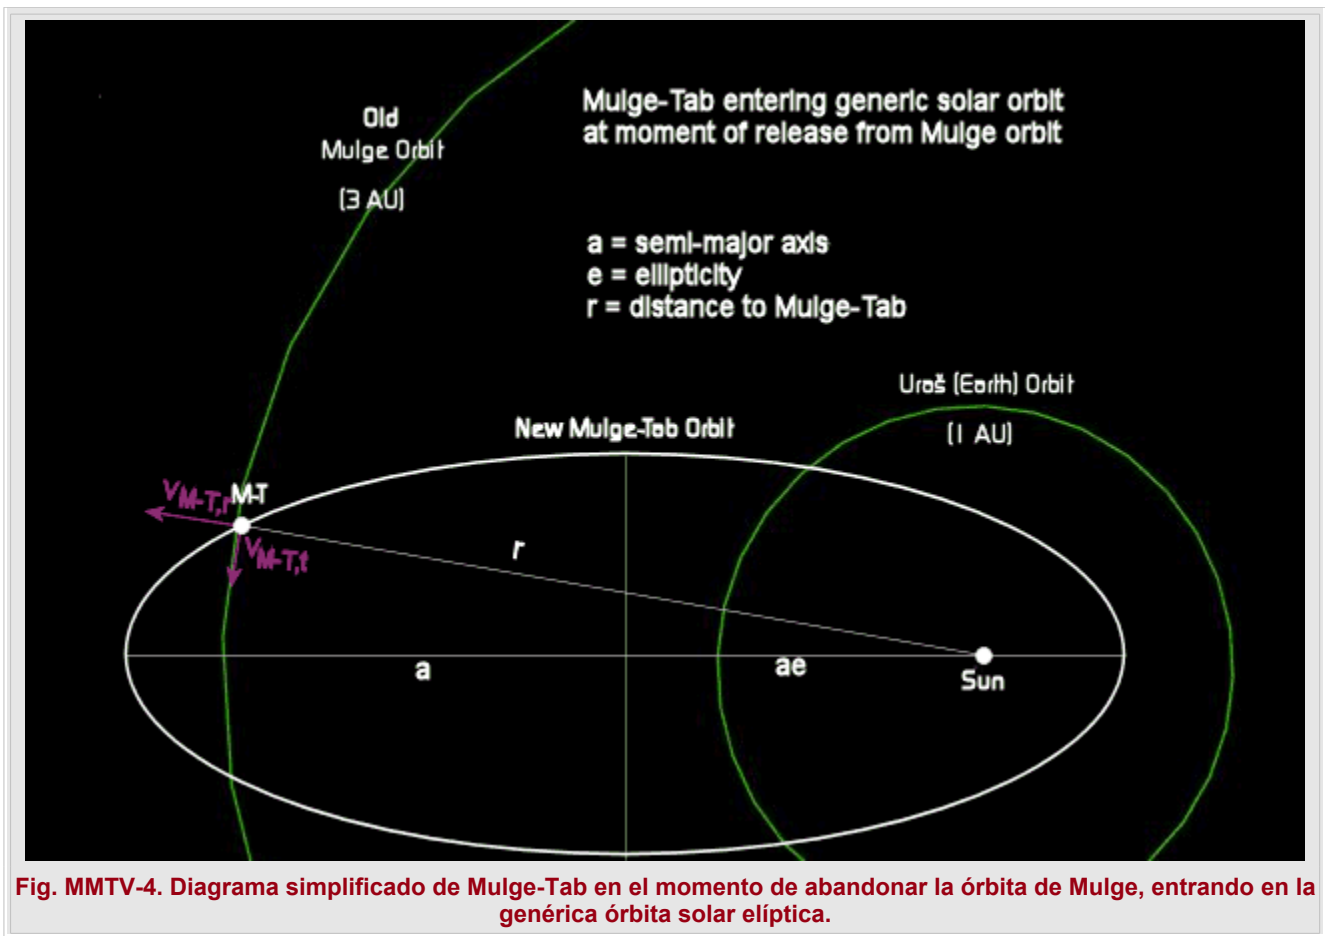 Old
Mulge Orbit
(3 AU)
Mulge-Tab entering generic solar orbit
at moment of release from Mulge orbit
a = semi-major axis
e = ellipticity
r = distance to Mulge-Tab
Uraš (Earth) Orbit
(1 AU)
New Mulge-Tab Orbit
VM-T,r
M-T
VM-T,t
r
a
ae
Sun
Fig. MMTV-4. Diagrama simplificado de Mulge-Tab en el momento de abandonar la órbita de Mulge, entrando en la
genérica órbita solar elíptica.